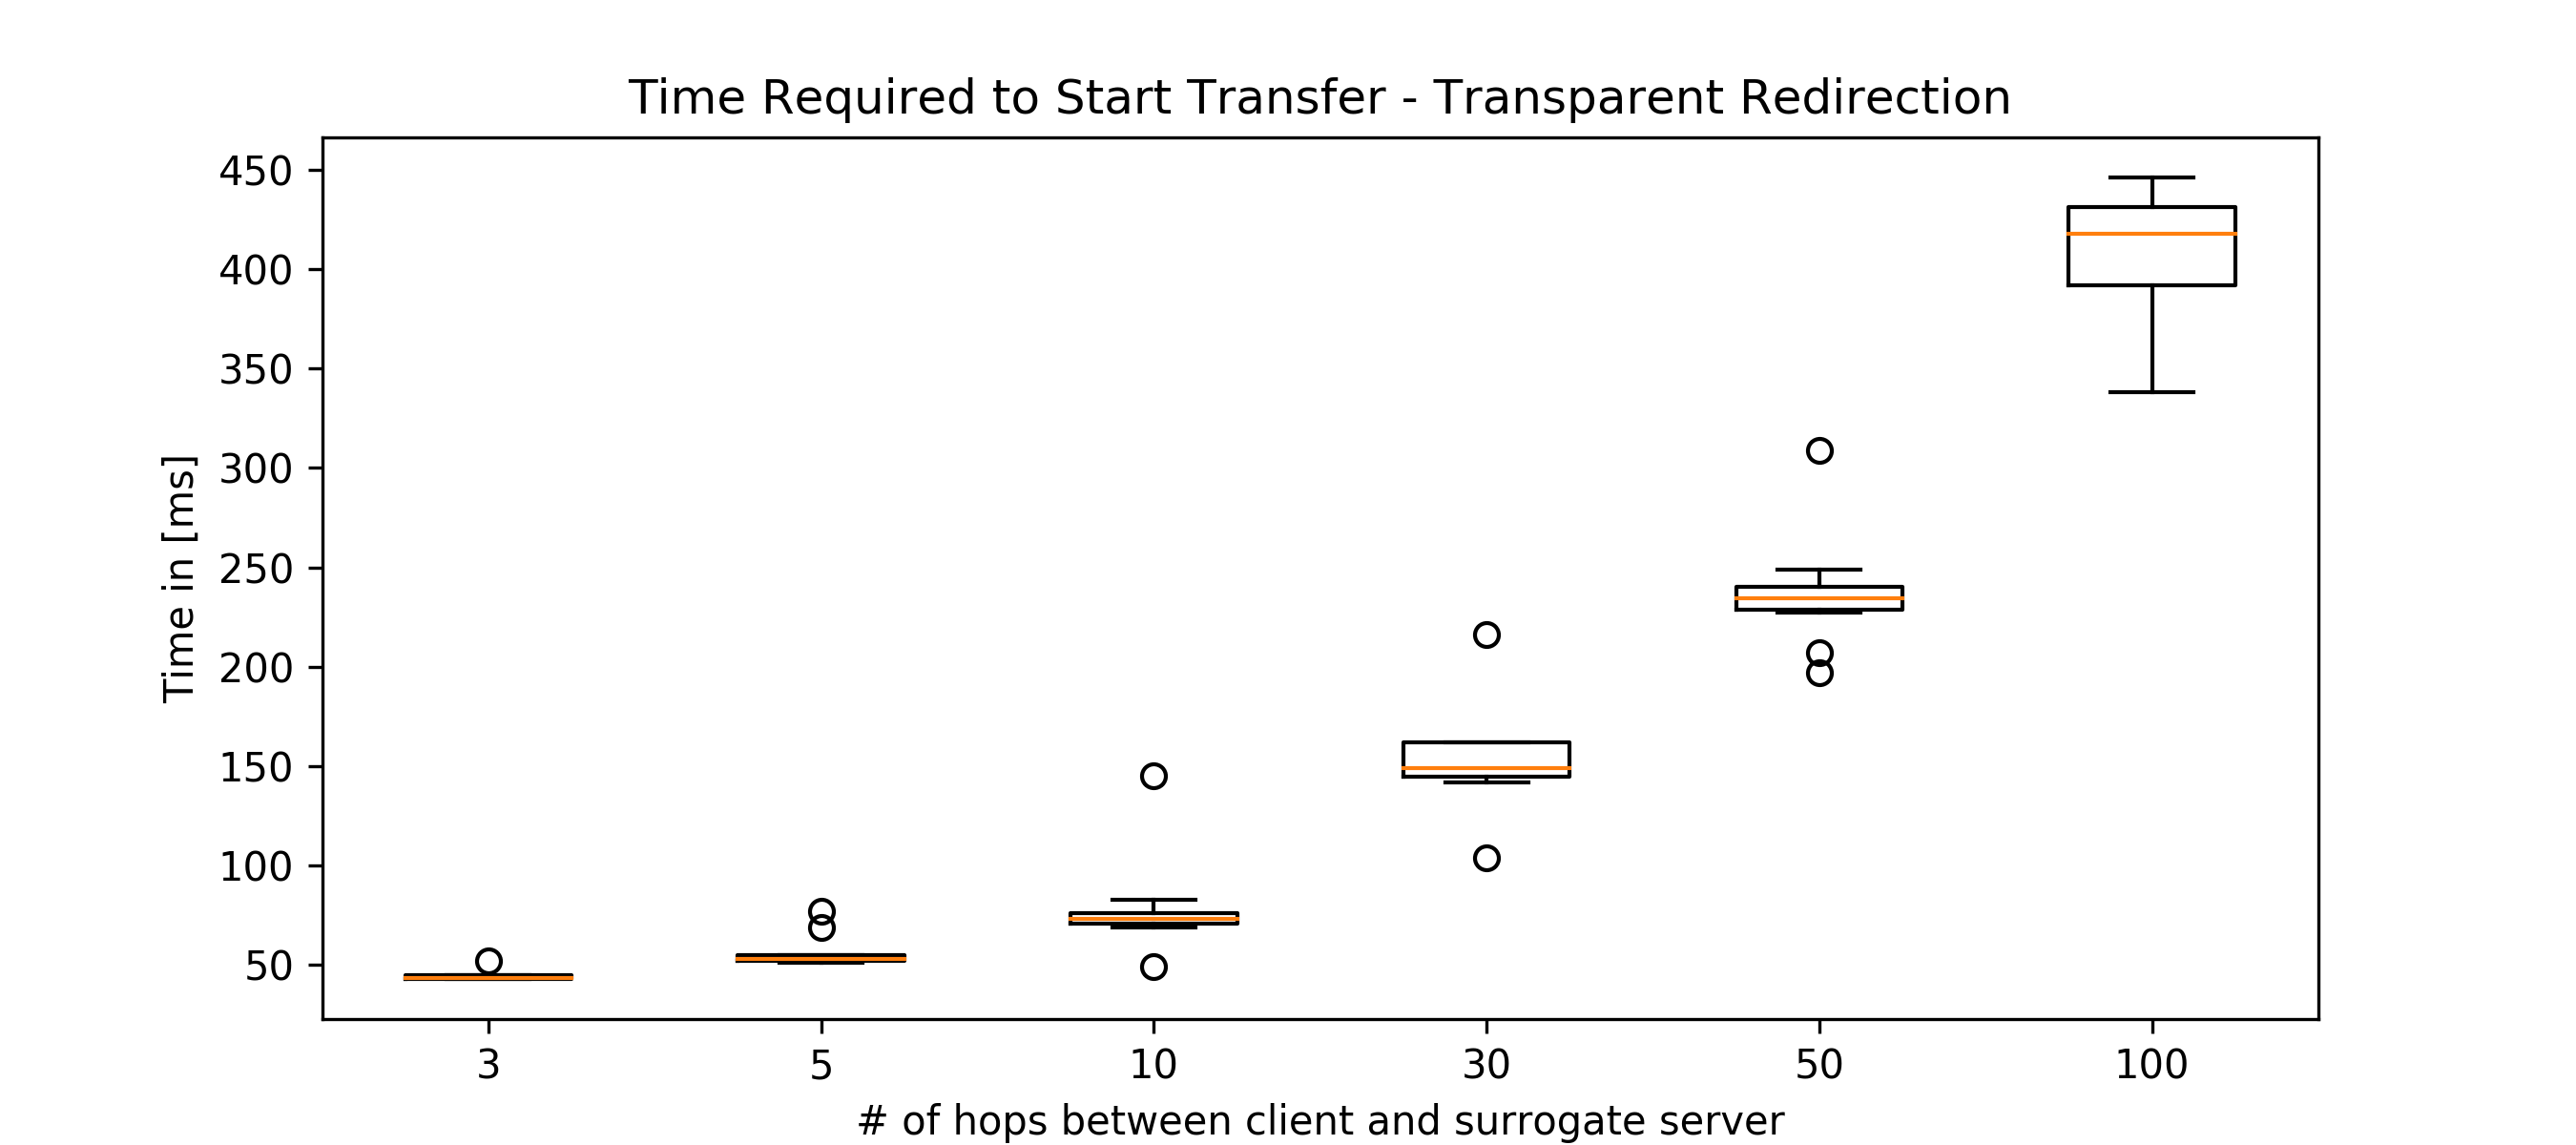 Time Required to Start Transfer - Transparent Redirection
450
400
350
300
250
200
150
100
50
Time in [ms]
3 5 10 30 50 100
# of hops between client and surrogate server